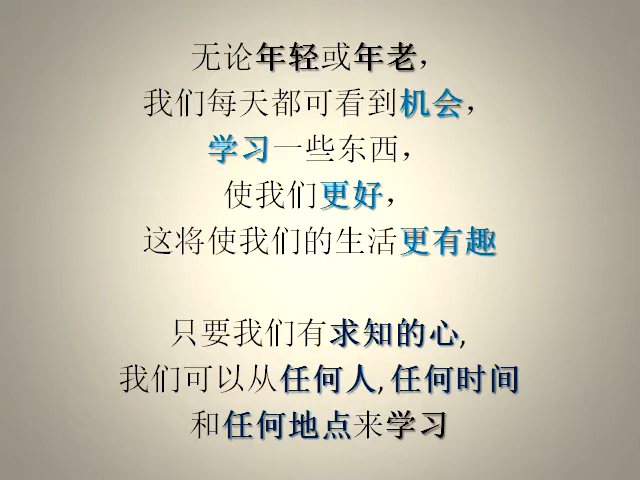 无论年轻或年老，
我们每天都可看到机会，
学习一些东西，
使我们更好，
这将使我们的生活更有趣
只要我们有求知的心,
我们可以从任何人, 任何时间
和任何地点来学习